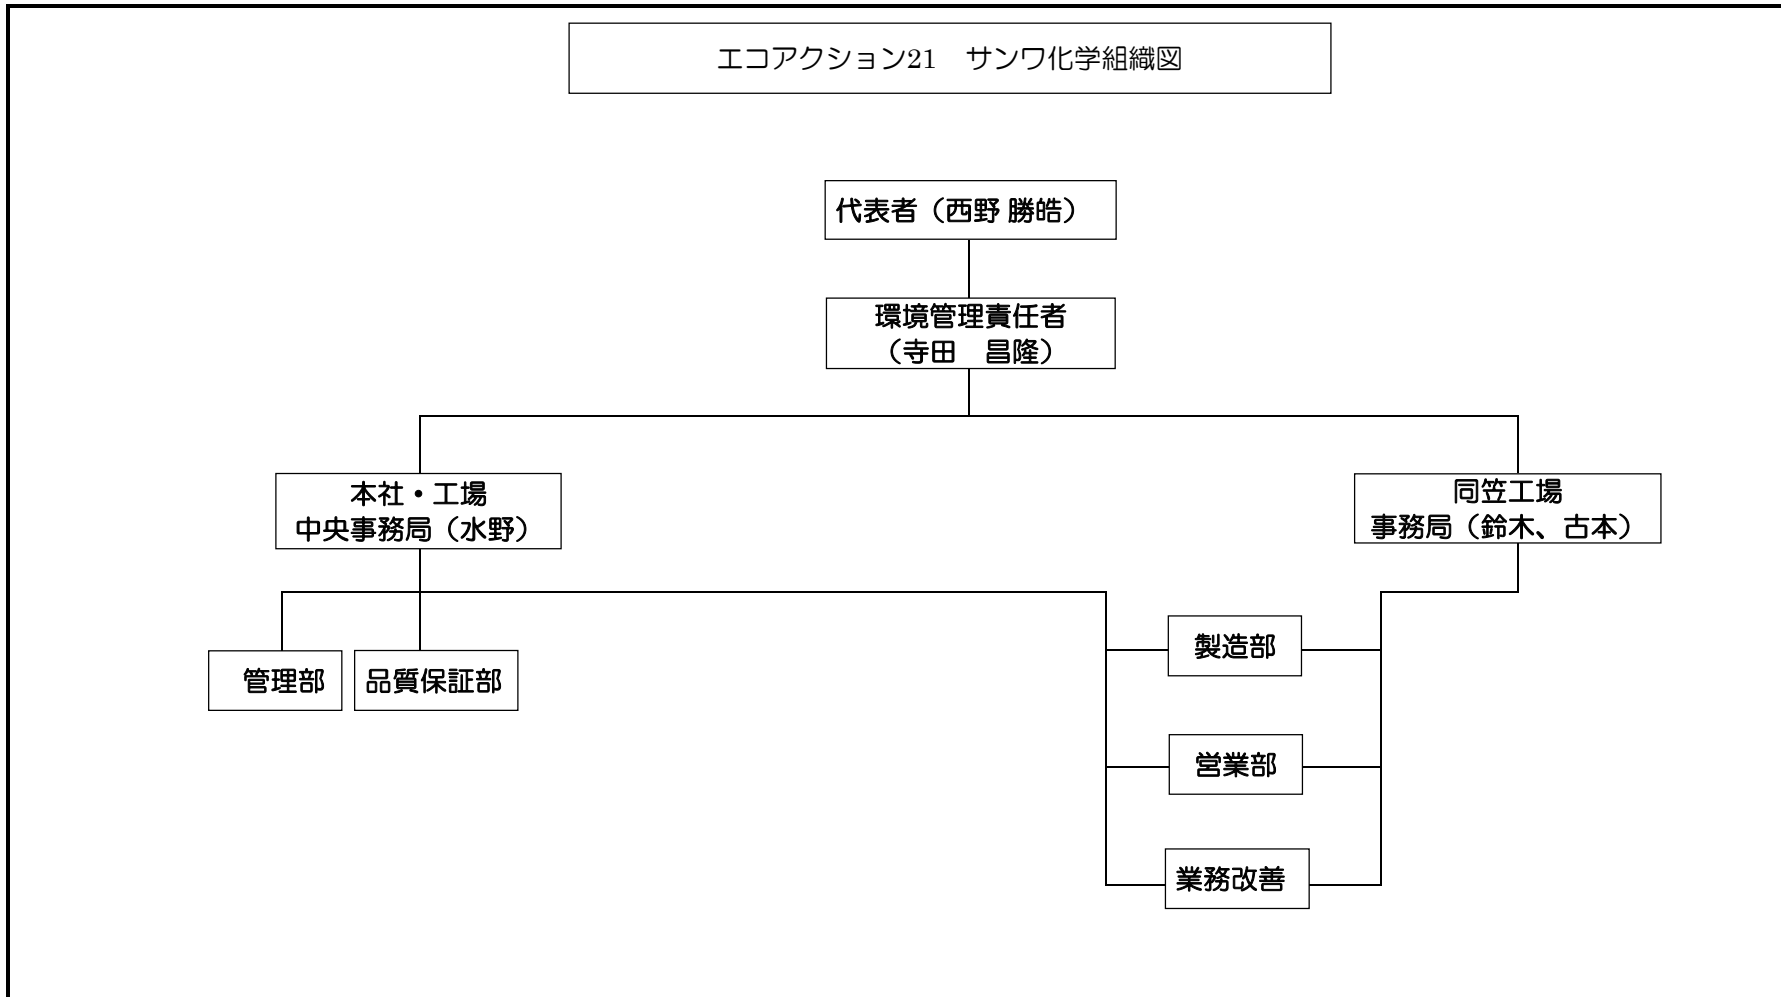 エコアクション21　サンワ化学組織図
代表者（西野 勝皓）
環境管理責任者
（寺田　昌隆）
本社・工場
中央事務局（水野）
同笠工場
事務局（鈴木、古本）
製造部
管理部
品質保証部
営業部
業務改善